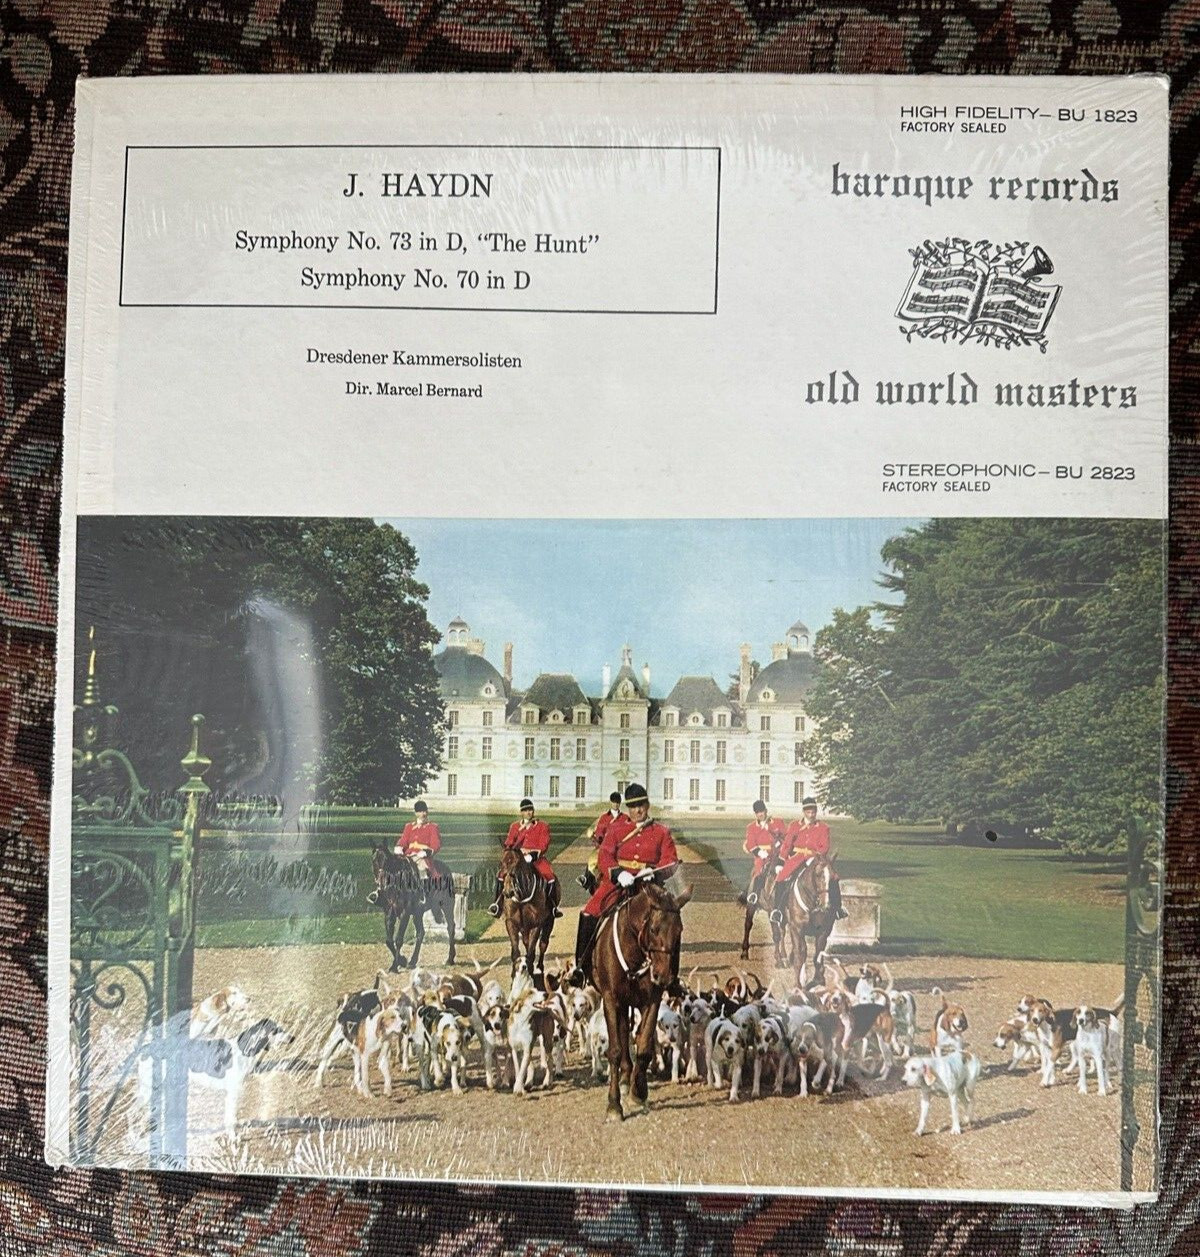 HIGH FIDELITY— BU 1823
FACTORY SEALED
J. HAYDN
Symphony No. 73 in D, “The Hunt”
Symphony No. 70 in D
Dresdener Kammersolisten
Dir. Marcel Bernard
baroque records
old world masters
STEREOPHONIC— BU 2823
FACTORY SEALED